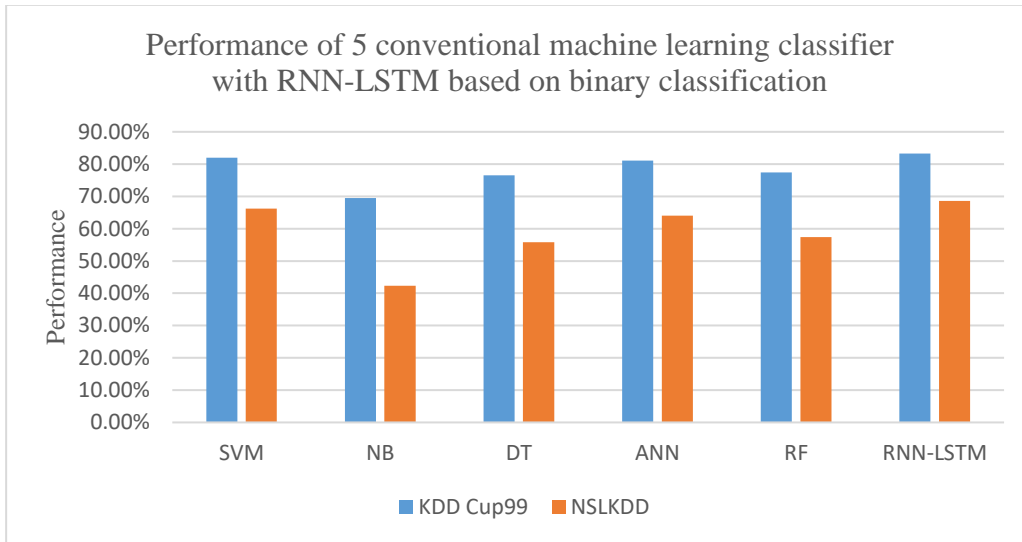 Performance of 5 conventional machine learning classifier
with RNN-LSTM based on binary classification
90.00%
80.00%
70.00%
60.00%
50.00%
40.00%
30.00%
20.00%
10.00%
0.00%
Performance
SVM NB DT ANN RF RNN-LSTM
KDD Cup99 NSLKDD